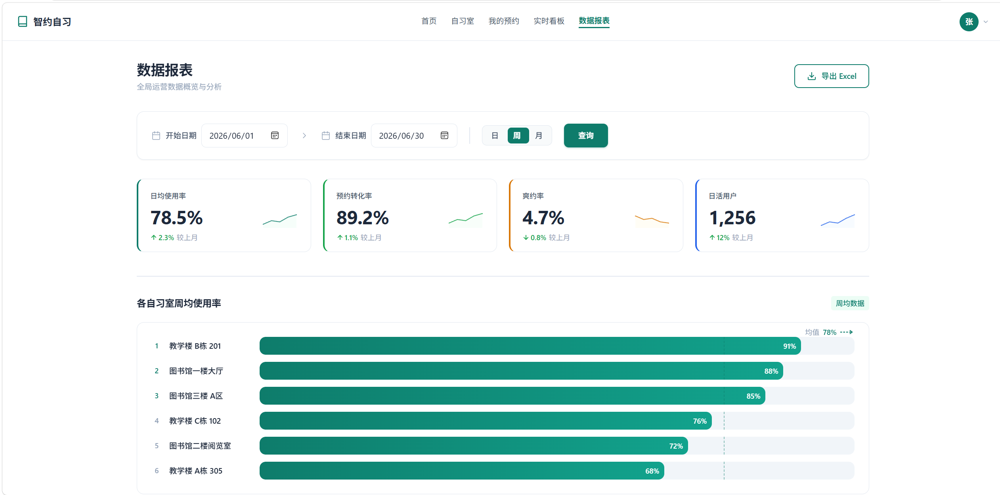 智约自习
首页 自习室 我的预约 实时看板 数据报表
张
数据报表
全局运营数据概览与分析
导出 Excel
开始日期 2026/06/01 结束日期 2026/06/30 日 周 月 查询
日均使用率
78.5%
2.3% 较上月
预约转化率
89.2%
1.1% 较上月
爽约率
4.7%
0.8% 较上月
日活用户
1,256
12% 较上月
各自习室周均使用率
周均数据
均值 78%
1 教学楼 B栋 201 91%
2 图书馆一楼大厅 88%
3 图书馆三楼 A区 85%
4 教学楼 C栋 102 76%
5 图书馆二楼阅览室 72%
6 教学楼 A栋 305 68%